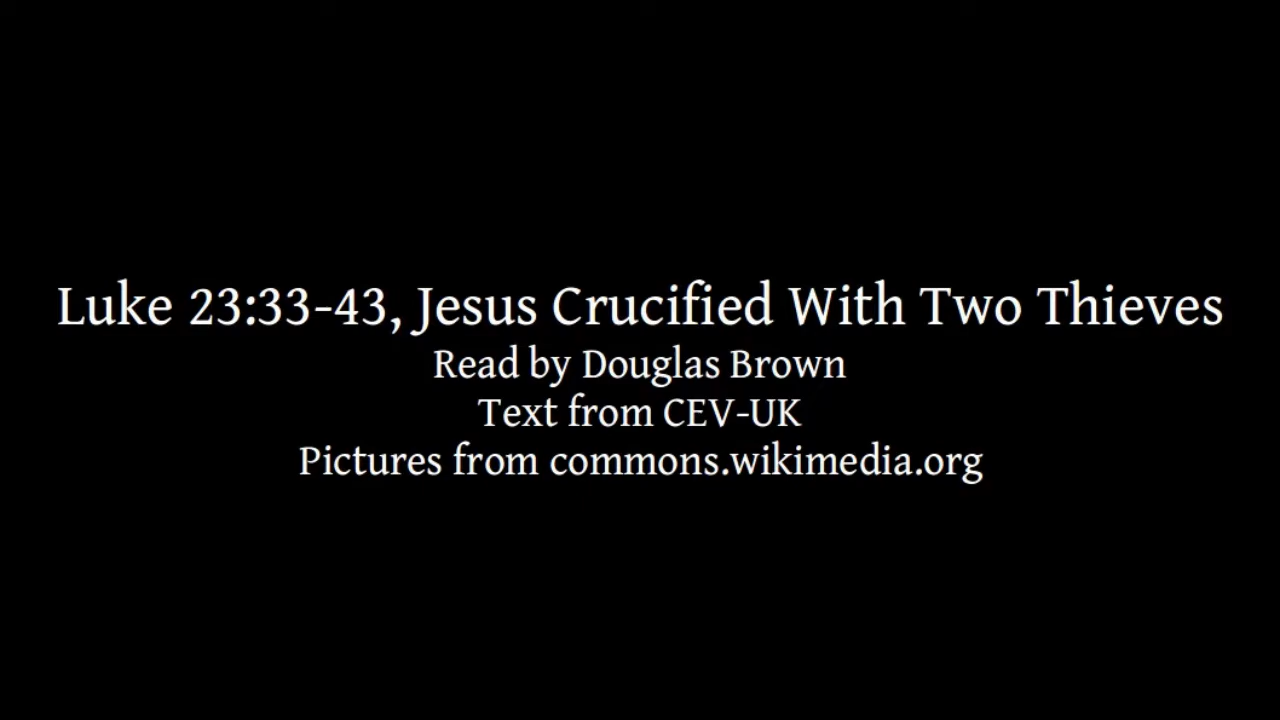 Luke 23:33-43, Jesus Crucified With Two Thieves
Read by Douglas Brown
Text from CEV-UK
Pictures from commons.wikimedia.org